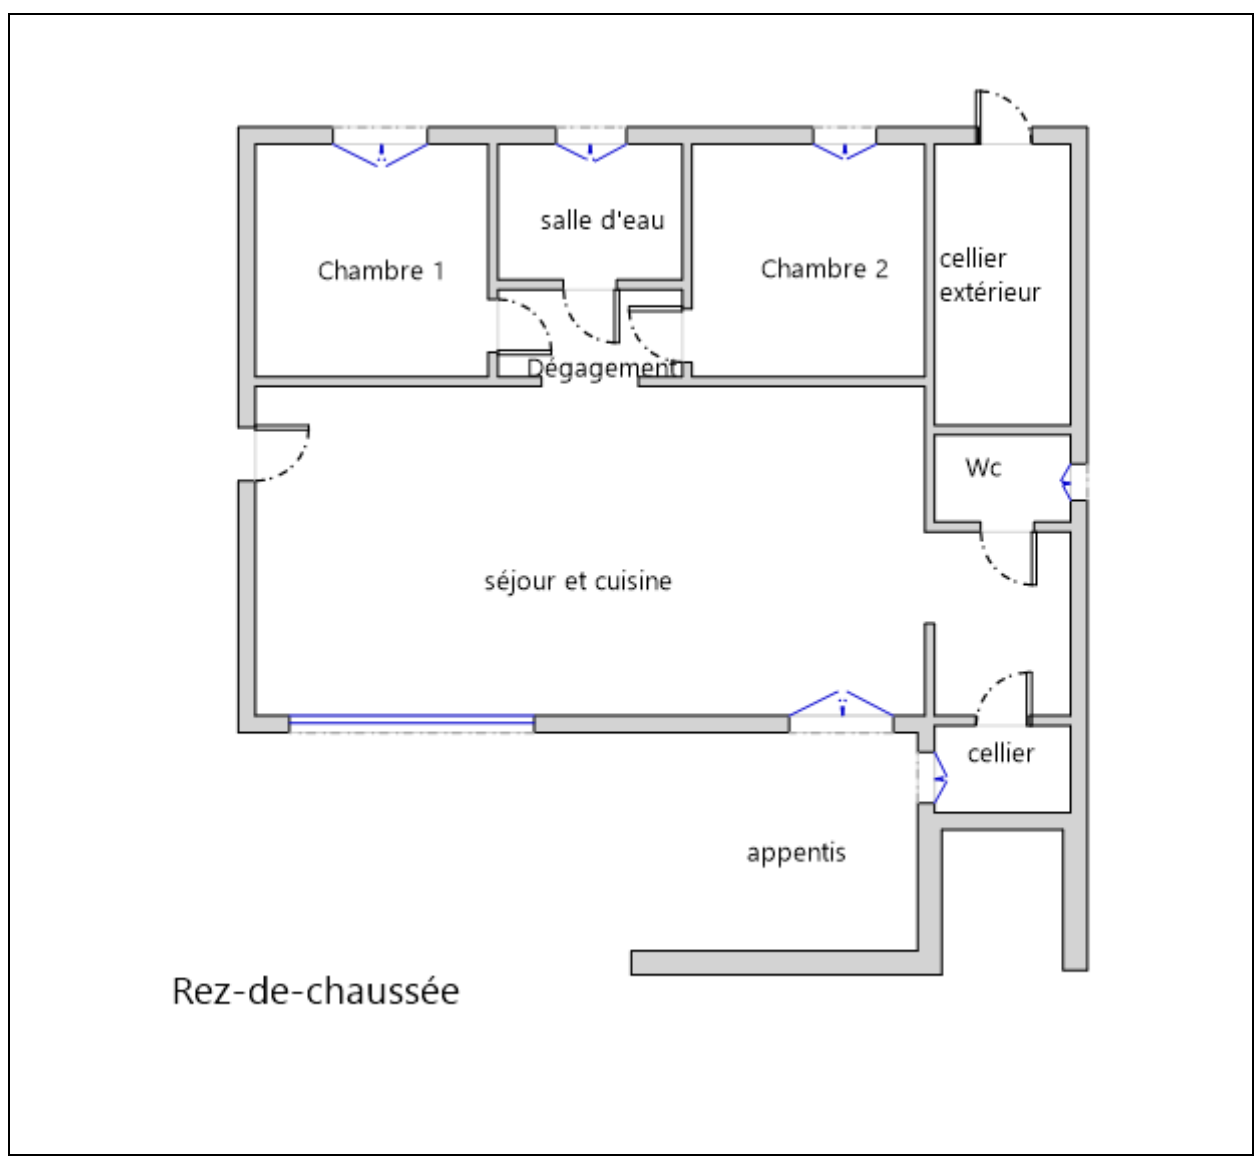 salle d'eau
Chambre 1
Chambre 2
cellier
extérieur
Dégagement
Wc
séjour et cuisine
cellier
appentis
Rez-de-chaussée